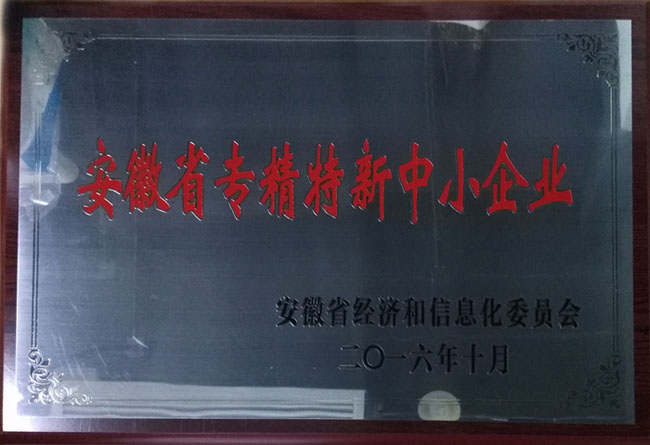 安徽省专精特新中小企业
安徽省经济和信息化委员会
二〇一六年十月